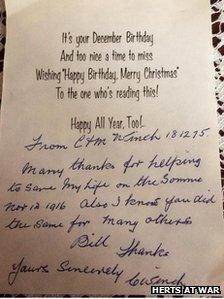 It's your December Birthday
And too nice a time to miss
Wishing "Happy Birthday, Merry Christmas"
To the one who's reading this!
Happy All Year, Too!..
From C & M Winch 18 12 75
Many thanks for helping
to save My Life on the Somme
Nov 12 1916 Also I know you did
the same for many others
Bill Thanks
Yours Sincerely
HERTS AT WAR